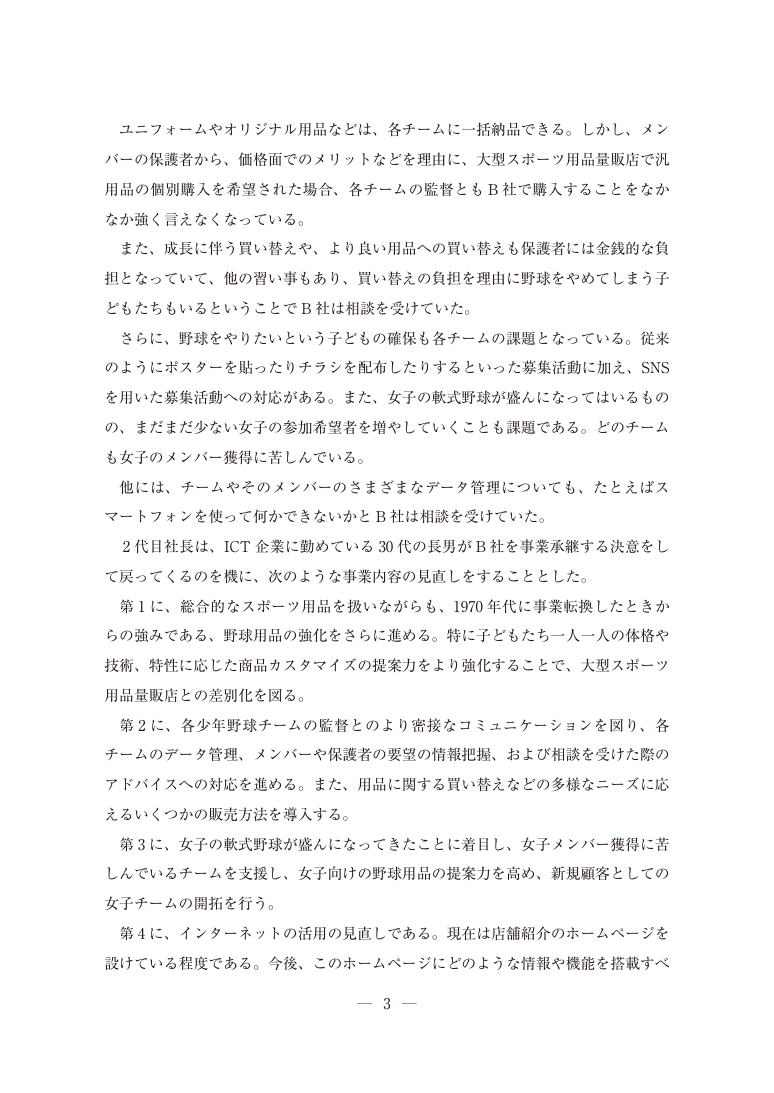 ユニフォームやオリジナル用品などは、各チームに一括納品できる。しかし、メン
バーの保護者から、価格面でのメリットなどを理由に、大型スポーツ用品量販店で汎
用品の個別購入を希望された場合、各チームの監督とも B 社で購入することをなか
なか強く言えなくなっている。
また、成長に伴う買い替えや、より良い用品への買い替えも保護者には金銭的な負
担となっていて、他の習い事もあり、買い替えの負担を理由に野球をやめてしまう子
どもたちもいるということで B 社は相談を受けていた。
さらに、野球をやりたいという子どもの確保も各チームの課題となっている。従来
のようにポスターを貼ったりチラシを配布したりするといった募集活動に加え、SNS
を用いた募集活動への対応がある。また、女子の軟式野球が盛んになってはいるもの
の、まだまだ少ない女子の参加希望者を増やしていくことも課題である。どのチーム
も女子のメンバー獲得に苦しんでいる。
他には、チームやそのメンバーのさまざまなデータ管理についても、たとえばス
マートフォンを使って何かできないかと B 社は相談を受けていた。
2 代目社長は、ICT 企業に勤めている 30 代の長男が B 社を事業承継する決意をし
て戻ってくるのを機に、次のような事業内容の見直しをすることとした。
第 1 に、総合的なスポーツ用品を扱いながらも、1970 年代に事業転換したときか
らの強みである、野球用品の強化をさらに進める。特に子どもたち一人一人の体格や
技術、特性に応じた商品カスタマイズの提案力をより強化することで、大型スポーツ
用品量販店との差別化を図る。
第 2 に、各少年野球チームの監督とのより密接なコミュニケーションを図り、各
チームのデータ管理、メンバーや保護者の要望の情報把握、および相談を受けた際の
アドバイスへの対応を進める。また、用品に関する買い替えなどの多様なニーズに応
えるいくつかの販売方法を導入する。
第 3 に、女子の軟式野球が盛んになってきたことに着目し、女子メンバー獲得に苦
しんでいるチームを支援し、女子向けの野球用品の提案力を高め、新規顧客としての
女子チームの開拓を行う。
第 4 に、インターネットの活用の見直しである。現在は店舗紹介のホームページを
設けている程度である。今後、このホームページにどのような情報や機能を搭載すべ
— 3 —